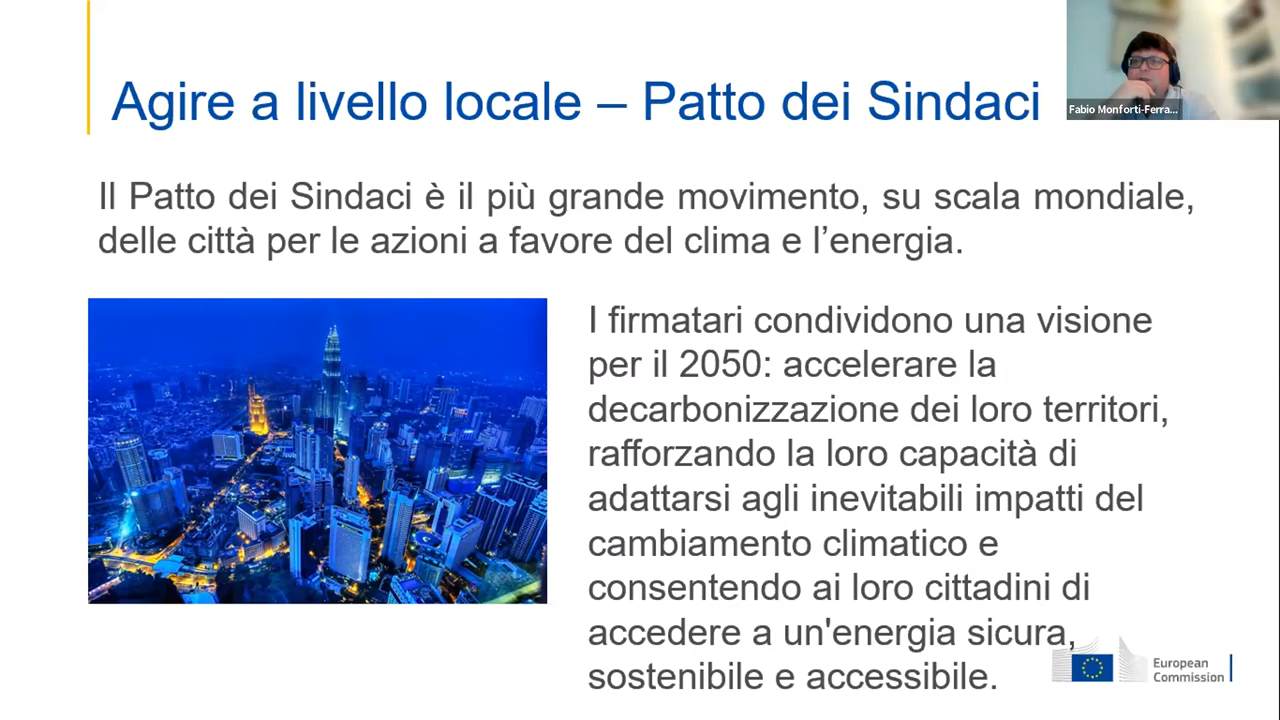 Agire a livello locale – Patto dei Sindaci
Fabio Monforti-Ferra...
Il Patto dei Sindaci è il più grande movimento, su scala mondiale,
delle città per le azioni a favore del clima e l’energia.
I firmatari condividono una visione
per il 2050: accelerare la
decarbonizzazione dei loro territori,
rafforzando la loro capacità di
adattarsi agli inevitabili impatti del
cambiamento climatico e
consentendo ai loro cittadini di
accedere a un'energia sicura,
sostenibile e accessibile.
European
Commission